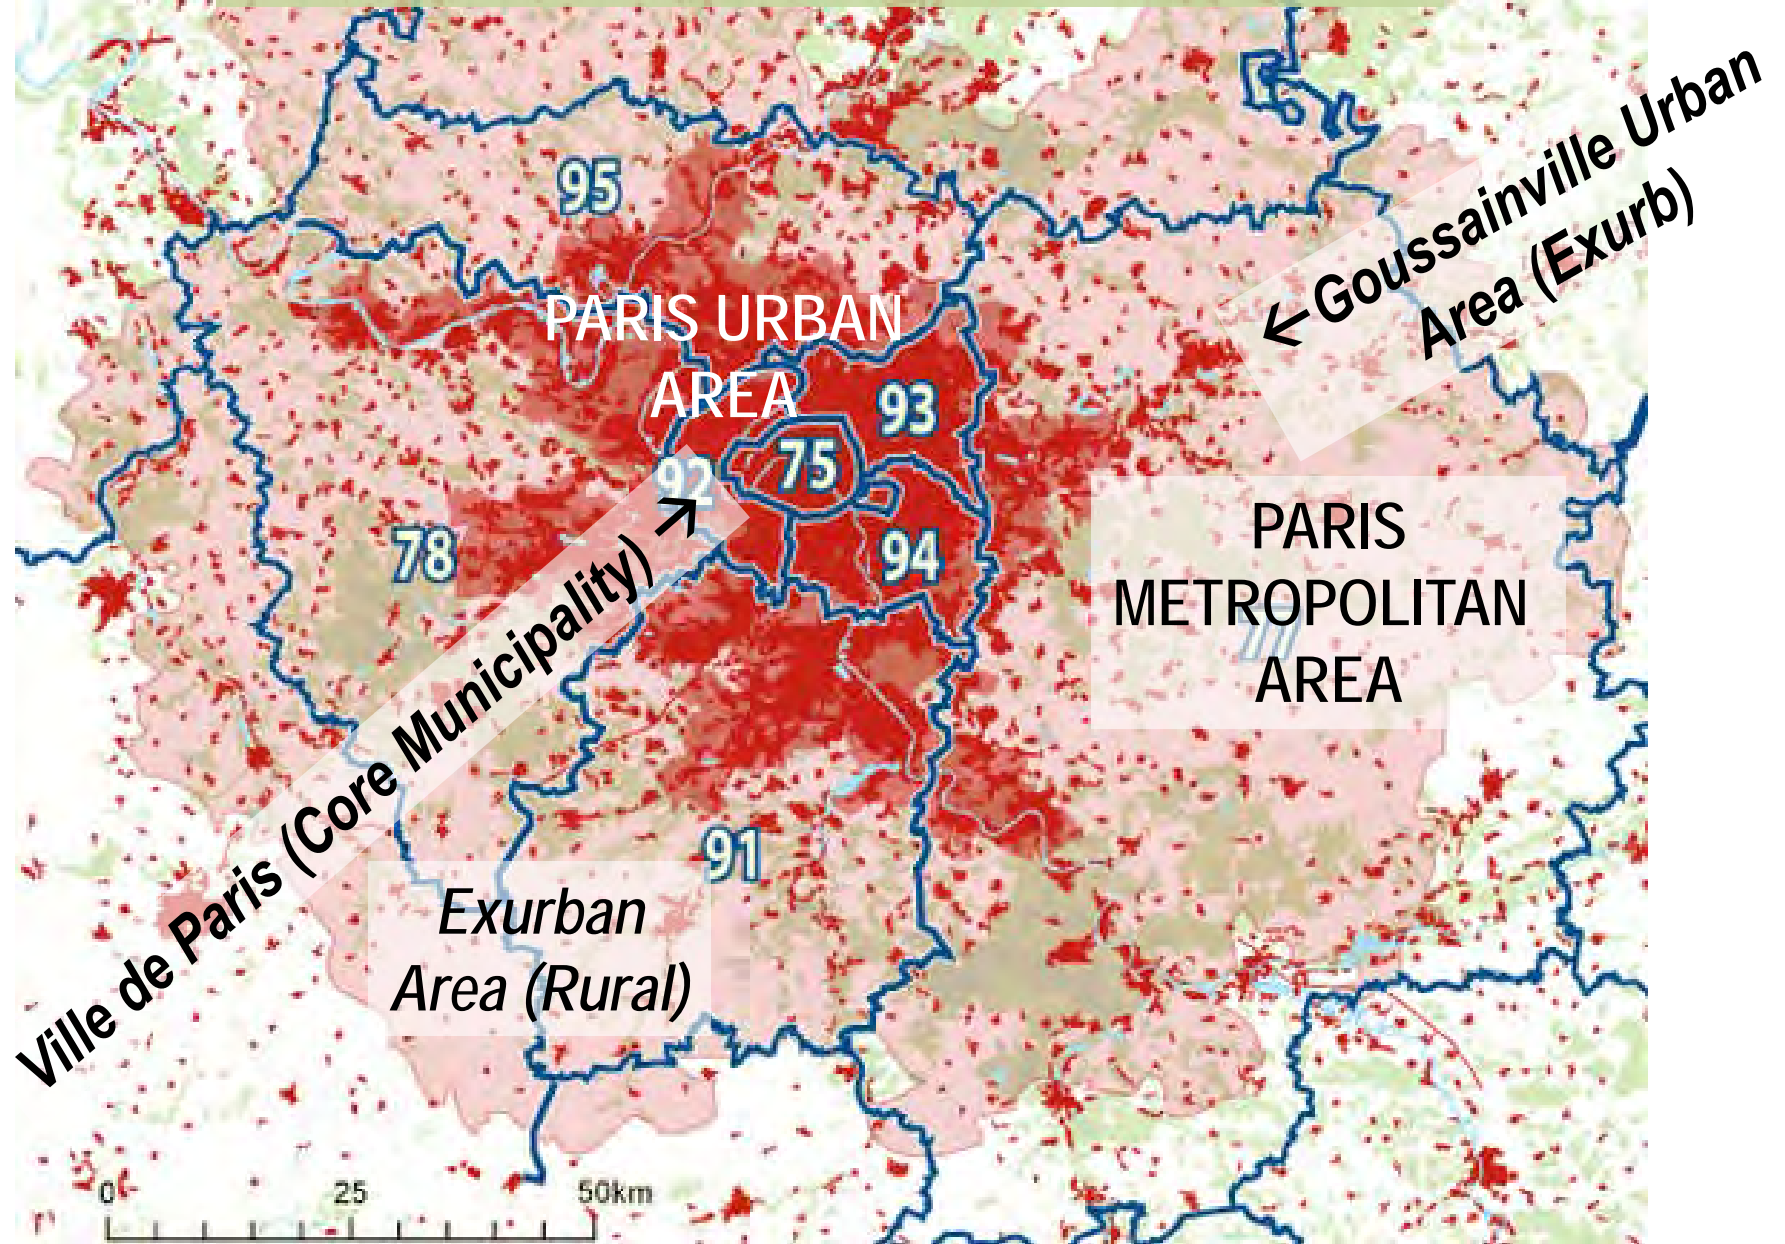 95
←Goussainville Urban
Area (Exurb)
PARIS URBAN
AREA
93
75
92
78
94
PARIS
METROPOLITAN
AREA
77
Ville de Paris (Core Municipality) →
91
Exurban
Area (Rural)
0 25 50km